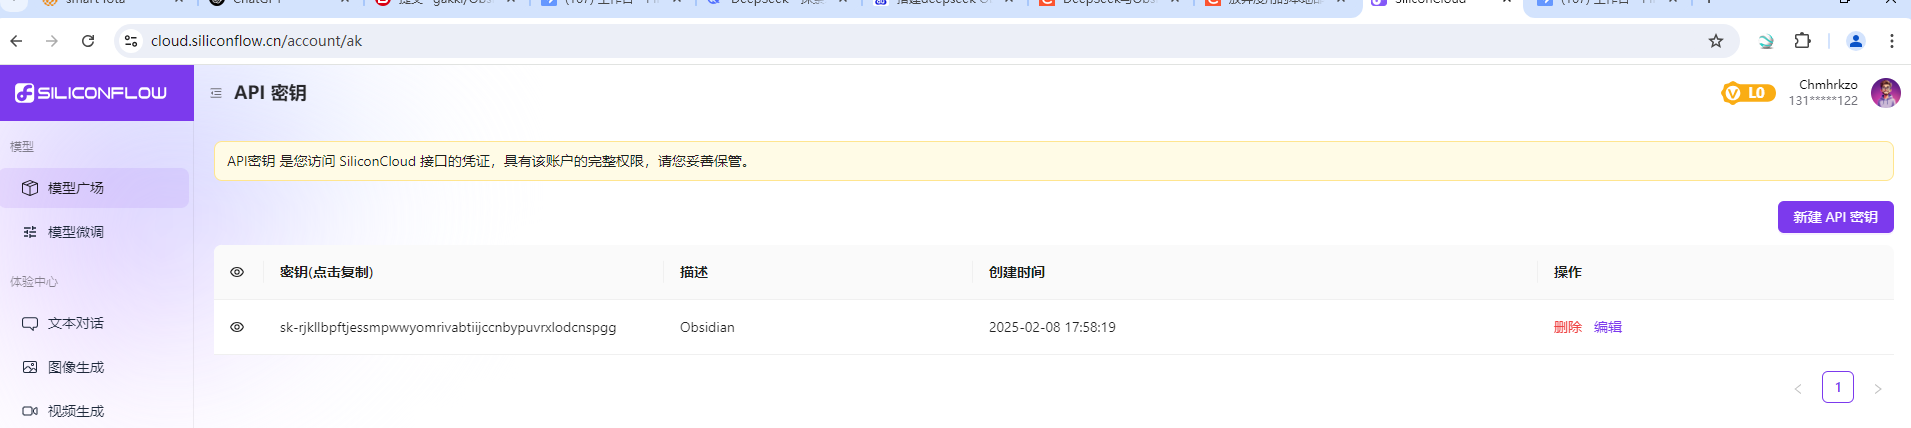 smart iota
ChatGPT
cloud.siliconflow.cn/account/ak
SILICONFLOW
API 密钥
L0
Chmhrkzo
131*****122
模型
API密钥 是您访问 SiliconCloud 接口的凭证，具有该账户的完整权限，请您妥善保管。
模型广场
新建 API 密钥
模型微调
密钥(点击复制)
描述
创建时间
操作
体验中心
文本对话
sk-rjkllbpftjessmpwwyomrivabtiijccnbypuvrxlodcnspgg
Obsidian
2025-02-08 17:58:19
删除 编辑
图像生成
1
视频生成